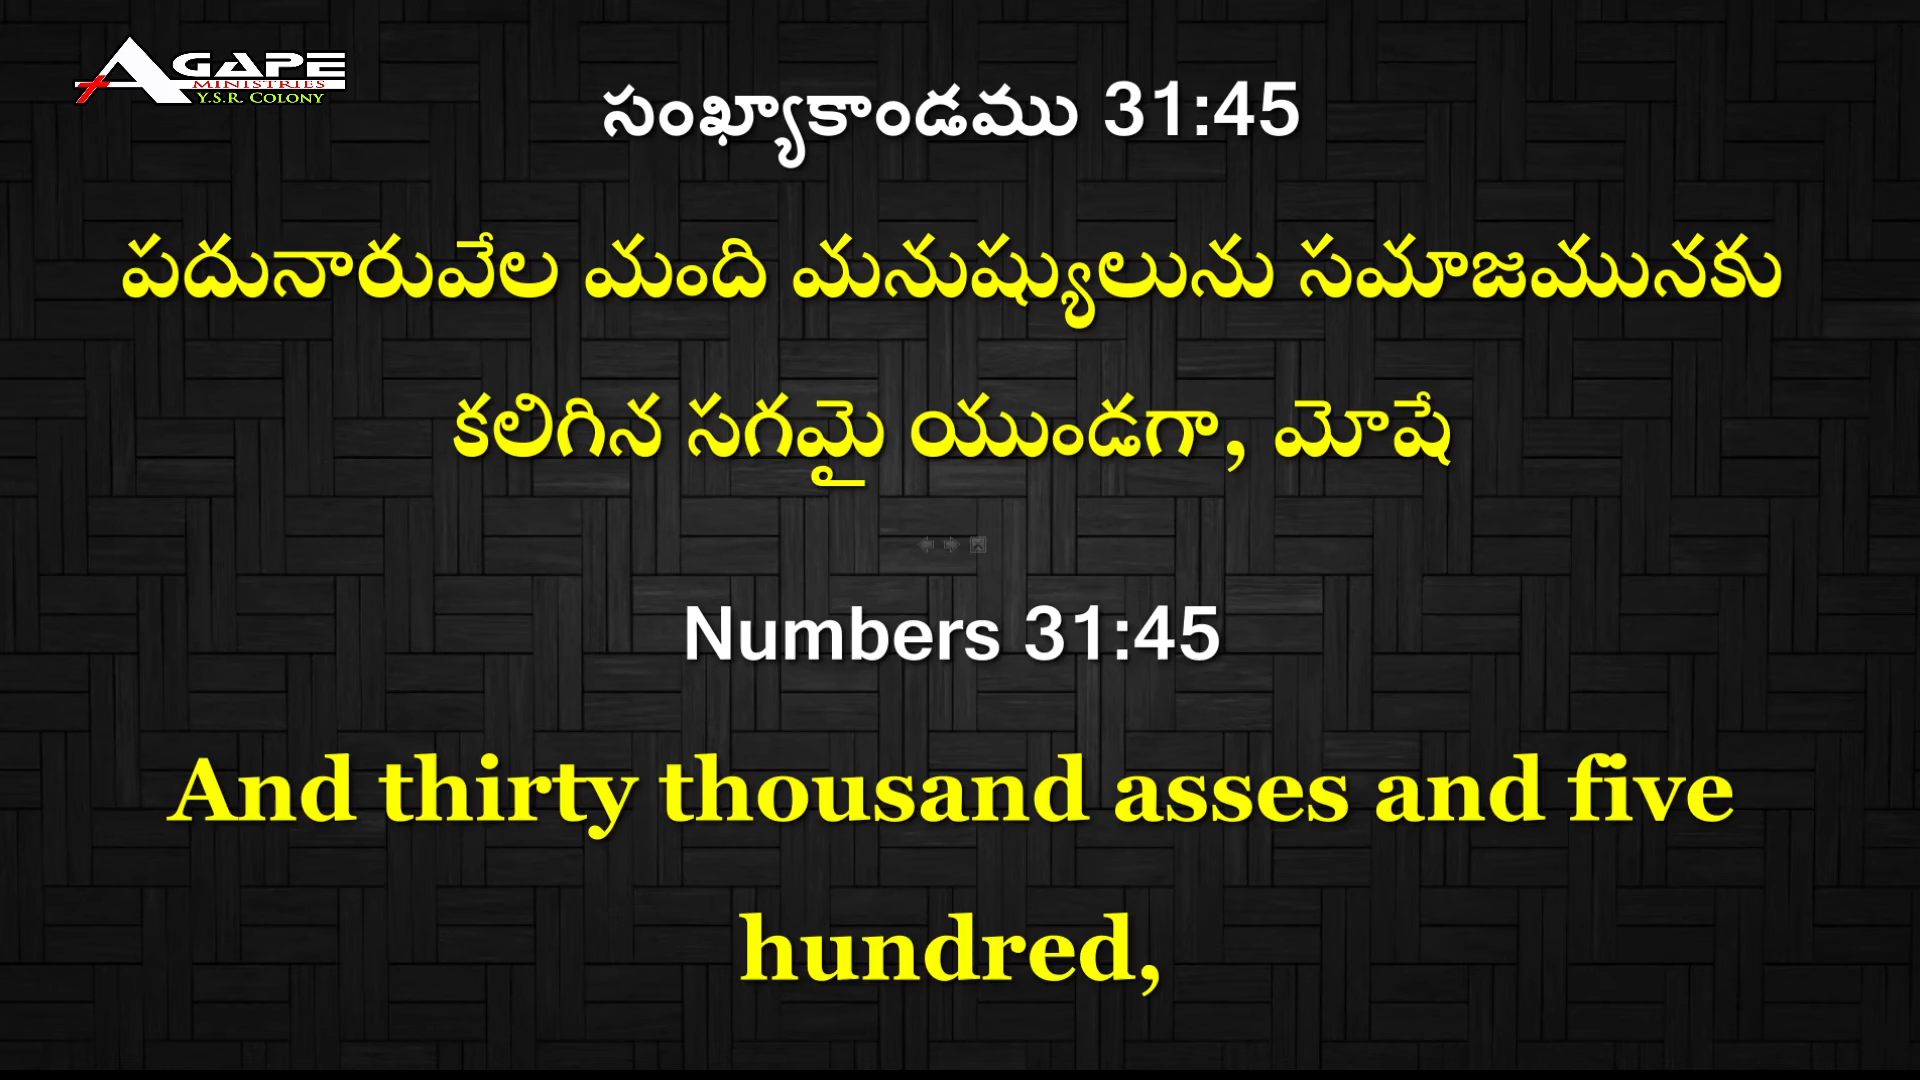 AGAPE
MINISTRIES
Y.S.R. COLONY
సంఖ్యాకాండము 31:45
పదునారువేల మంది మనుష్యులును సమాజమునకు
కలిగిన సగమై యుండగా, మోషే
Numbers 31:45
And thirty thousand asses and five
hundred,